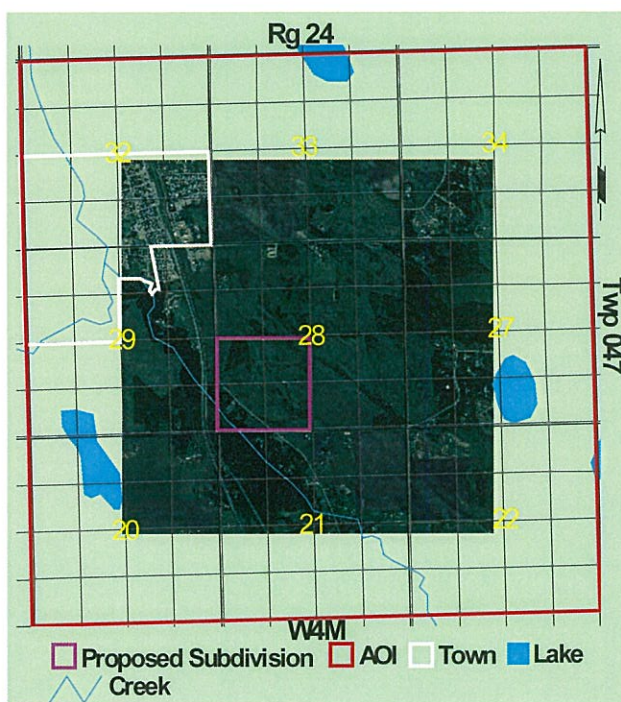 Rg 24
32 33 34
Twp 047
29 28 27
20 21 22
W4M
Proposed Subdivision AOI Town Lake
Creek